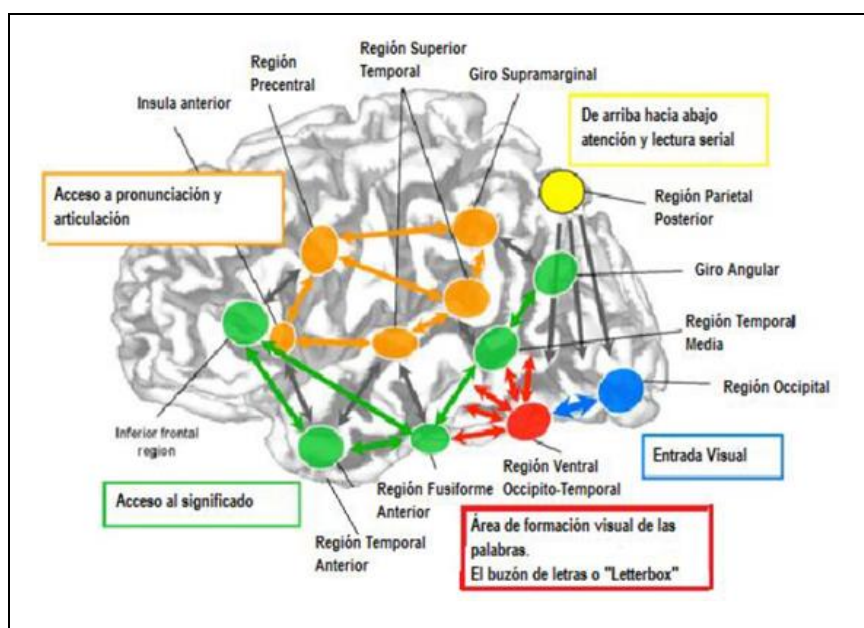 Región Superior
Temporal
Región
Precentral
Giro Supramarginal
Insula anterior
De arriba hacia abajo
atención y lectura serial
Acceso a pronunciación y
articulación
Región Parietal
Posterior
Giro Angular
Región Temporal
Media
Región Occipital
Inferior frontal
region
Entrada Visual
Región Ventral
Occipito-Temporal
Acceso al significado
Región Fusiforme
Anterior
Región Temporal
Anterior
Área de formación visual de las
palabras.
El buzón de letras o "Letterbox"